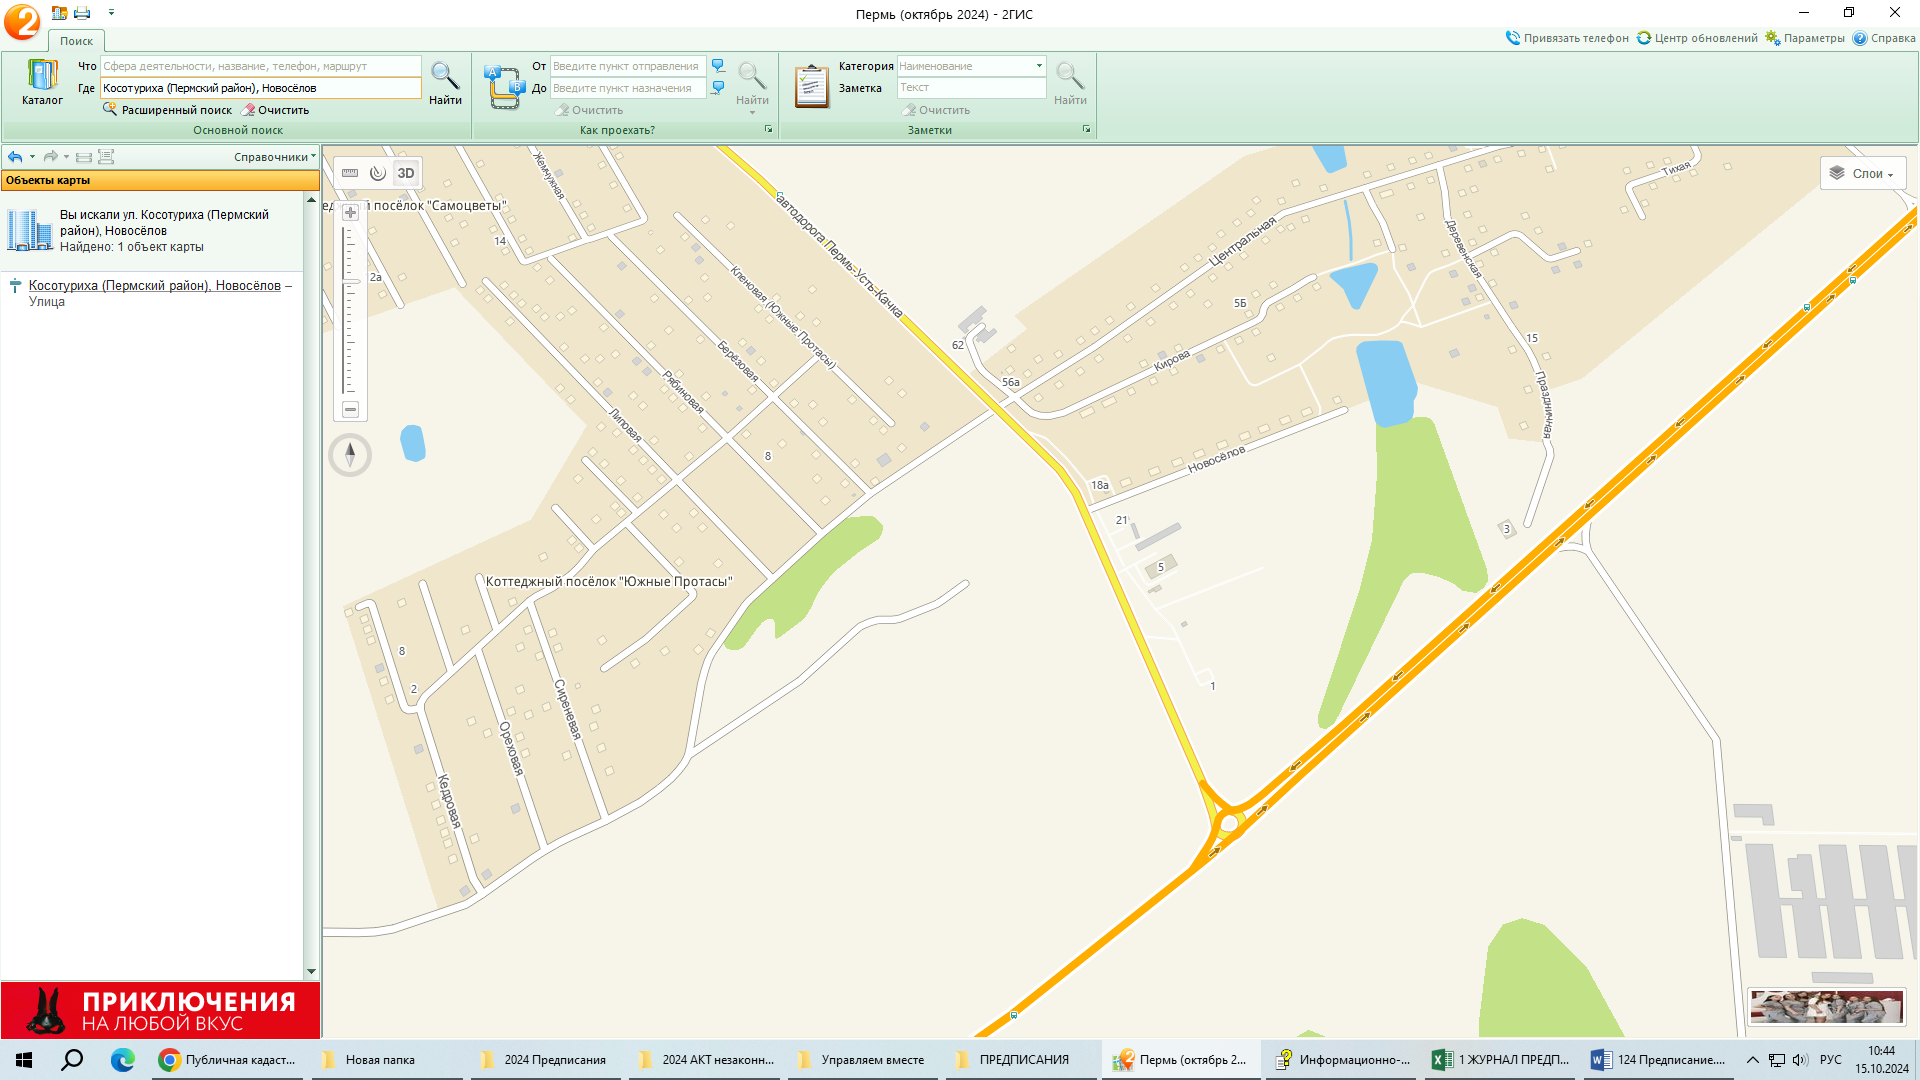 Пермь (октябрь 2024) - 2ГИС
Поиск
Привязать телефон
Центр обновлений
Параметры
Справка
Каталог
Что
Сфера деятельности, название, телефон, маршрут
Где
Косотуриха (Пермский район), Новосёлов
Найти
Расширенный поиск
Очистить
Основной поиск
От
Введите пункт отправления
До
Введите пункт назначения
Найти
Очистить
Как проехать?
Категория
Наименование
Заметка
Текст
Найти
Очистить
Заметки
Справочники
Объекты карты
Вы искали ул. Косотуриха (Пермский
район), Новосёлов
Найдено: 1 объект карты
Косотуриха (Пермский район), Новосёлов –
Улица
ПРИКЛЮЧЕНИЯ
НА ЛЮБОЙ ВКУС
3D
Слои
посёлок "Самоцветы"
Жемчужная
14
2а
автодорога Пермь-Усть-Качка
Кленовая (Южные Протасы)
Берёзовая
Рябиновая
Липовая
8
Коттеджный посёлок "Южные Протасы"
8
2
Сиреневая
Ореховая
Кедровая
62
56а
Центральная
Кирова
5Б
Деревенская
Тихая
15
Праздничная
Новосёлов
18а
21
5
3
1
Публичная кадаст...
Новая папка
2024 Предписания
2024 АКТ незаконн...
Управляем вместе
ПРЕДПИСАНИЯ
Пермь (октябрь 2...
Информационно-...
1 ЖУРНАЛ ПРЕДП...
124 Предписание....
РУС
10:44
15.10.2024